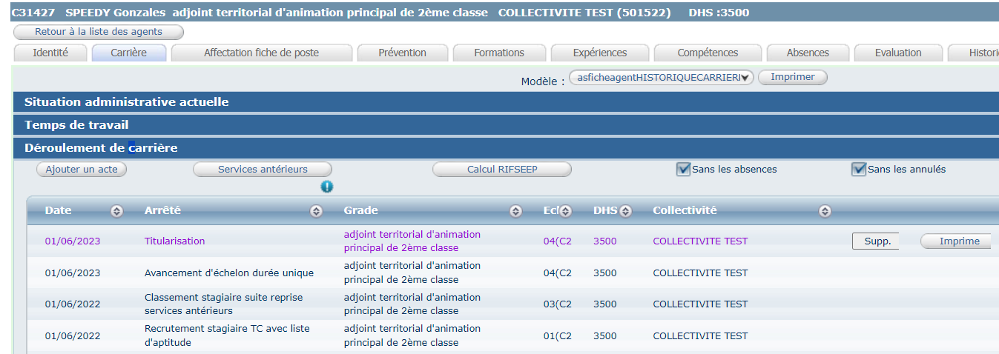 C31427 SPEEDY Gonzales adjoint territorial d'animation principal de 2ème classe COLLECTIVITE TEST (501522) DHS :3500
Retour à la liste des agents
Identité Carrière Affectation fiche de poste Prévention Formations Expériences Compétences Absences Evaluation Histori
Modèle : asficheagentHISTORIQUECARRIERI Imprimer
Situation administrative actuelle
Temps de travail
Déroulement de carrière
Ajouter un acte Services antérieurs Calcul RIFSEEP Sans les absences Sans les annulés
Date Arrêté Grade Ecl DHS Collectivité
01/06/2023 Titularisation adjoint territorial d'animation 04(C2 3500 COLLECTIVITE TEST Supp. Imprime
principal de 2ème classe
01/06/2023 Avancement d'échelon durée unique adjoint territorial d'animation 04(C2 3500 COLLECTIVITE TEST
principal de 2ème classe
01/06/2022 Classement stagiaire suite reprise adjoint territorial d'animation 03(C2 3500 COLLECTIVITE TEST
services antérieurs principal de 2ème classe
01/06/2022 Recrutement stagiaire TC avec liste adjoint territorial d'animation 01(C2 3500 COLLECTIVITE TEST
d'aptitude principal de 2ème classe